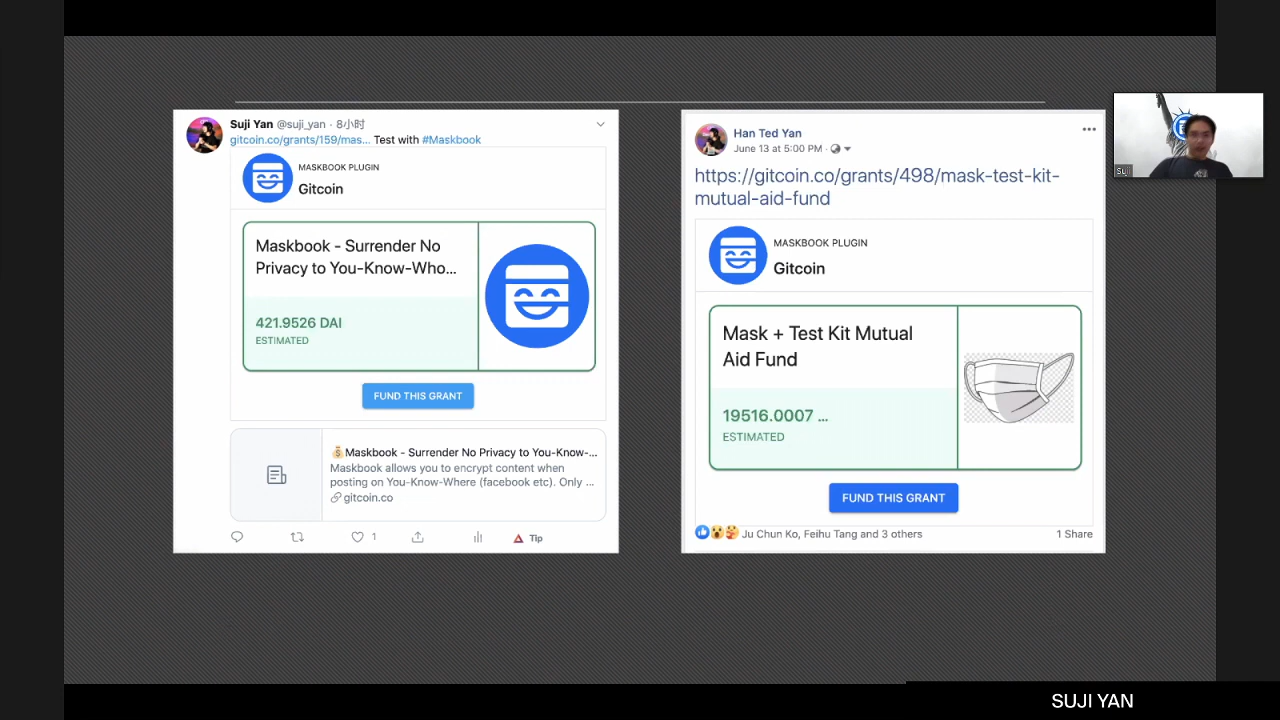 Suji Yan @suji_yan · 8小时
gitcoin.co/grants/159/mas... Test with #Maskbook
MASKBOOK PLUGIN
Gitcoin
Maskbook - Surrender No
Privacy to You-Know-Who...
421.9526 DAI
ESTIMATED
FUND THIS GRANT
💰Maskbook - Surrender No Privacy to You-Know-...
Maskbook allows you to encrypt content when
posting on You-Know-Where (facebook etc). Only ...
gitcoin.co
1
Tip
Han Ted Yan
June 13 at 5:00 PM ·
https://gitcoin.co/grants/498/mask-test-kit-
mutual-aid-fund
MASKBOOK PLUGIN
Gitcoin
Mask + Test Kit Mutual
Aid Fund
19516.0007 ...
ESTIMATED
FUND THIS GRANT
Ju Chun Ko, Feihu Tang and 3 others
1 Share
Suji
SUJI YAN